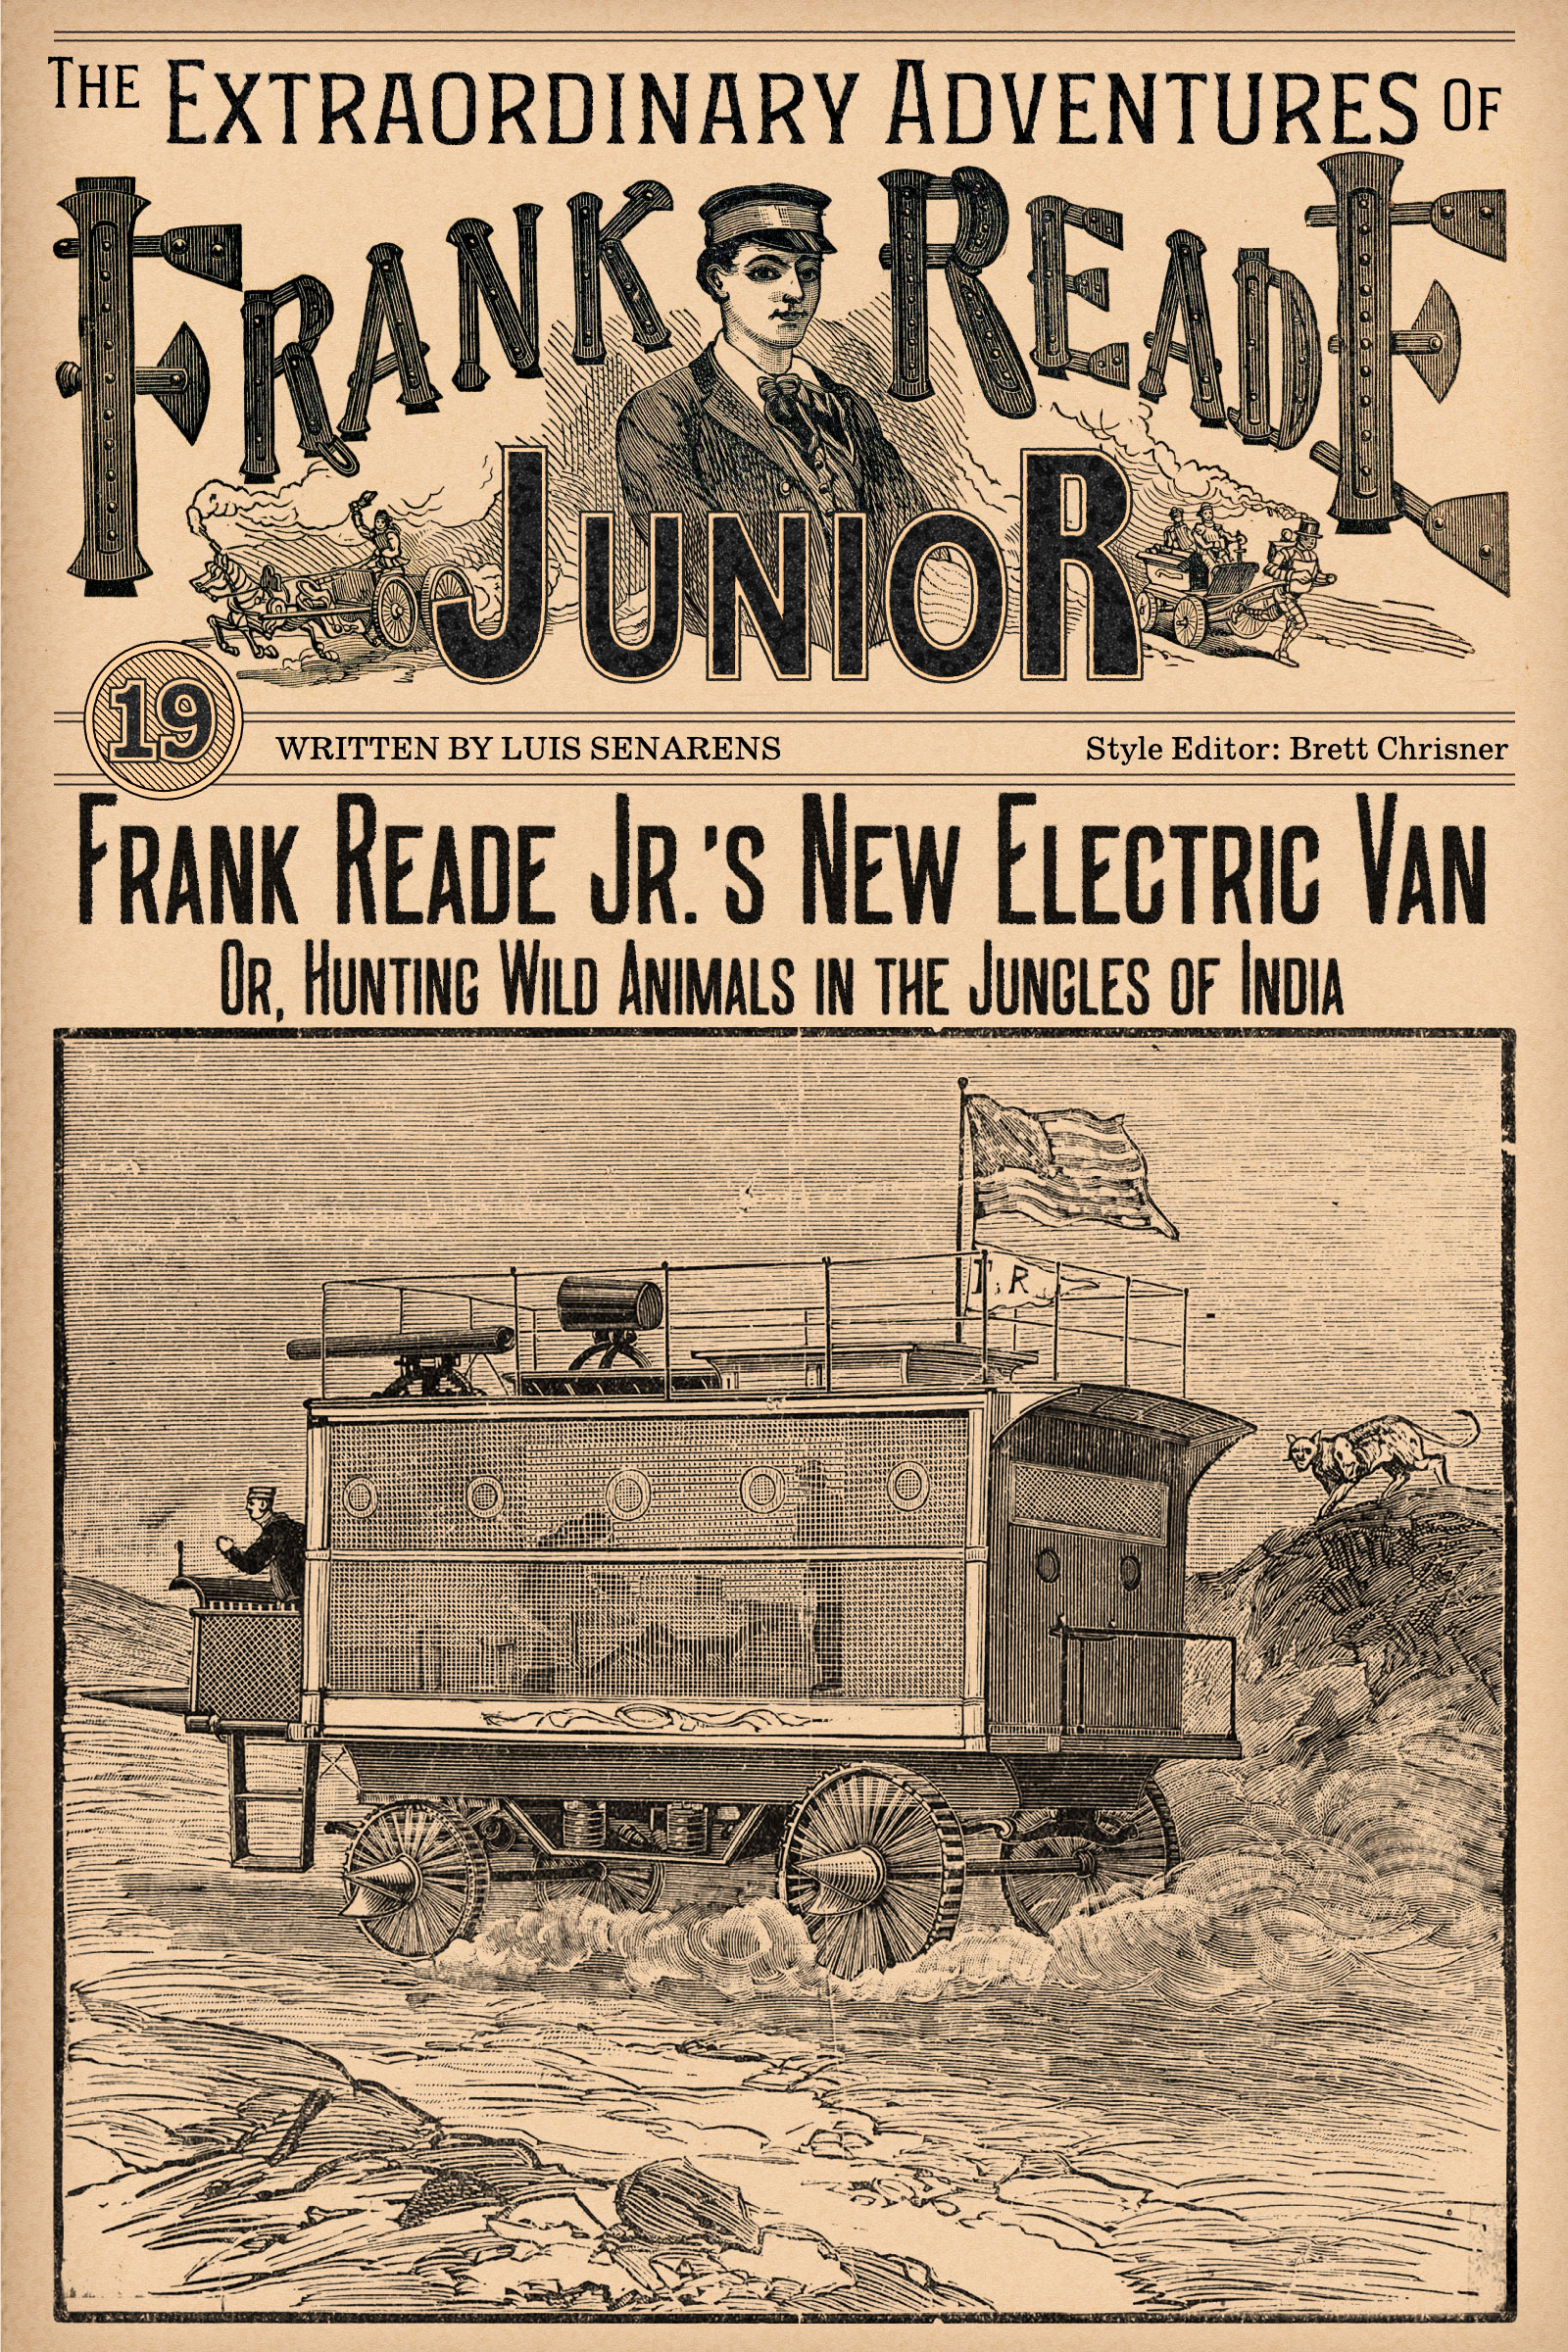 THE EXTRAORDINARY ADVENTURES OF
FRANK READE
JUNIOR
19
WRITTEN BY LUIS SENARENS
Style Editor: Brett Chrisner
FRANK READE JR.'S NEW ELECTRIC VAN
OR, HUNTING WILD ANIMALS IN THE JUNGLES OF INDIA